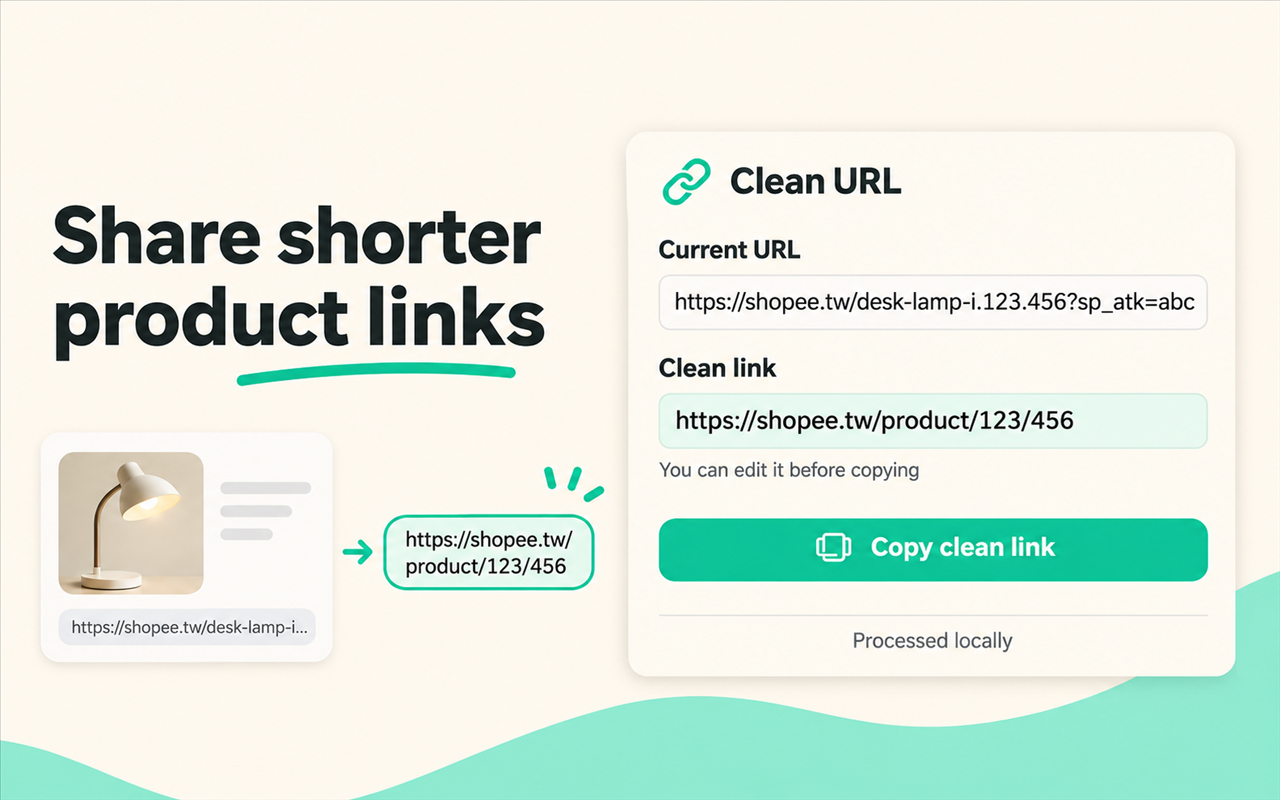 Share shorter
product links
https://shopee.tw/desk-lamp-i...
https://shopee.tw/
product/123/456
Clean URL
Current URL
https://shopee.tw/desk-lamp-i.123.456?sp_atk=abc
Clean link
https://shopee.tw/product/123/456
You can edit it before copying
Copy clean link
Processed locally